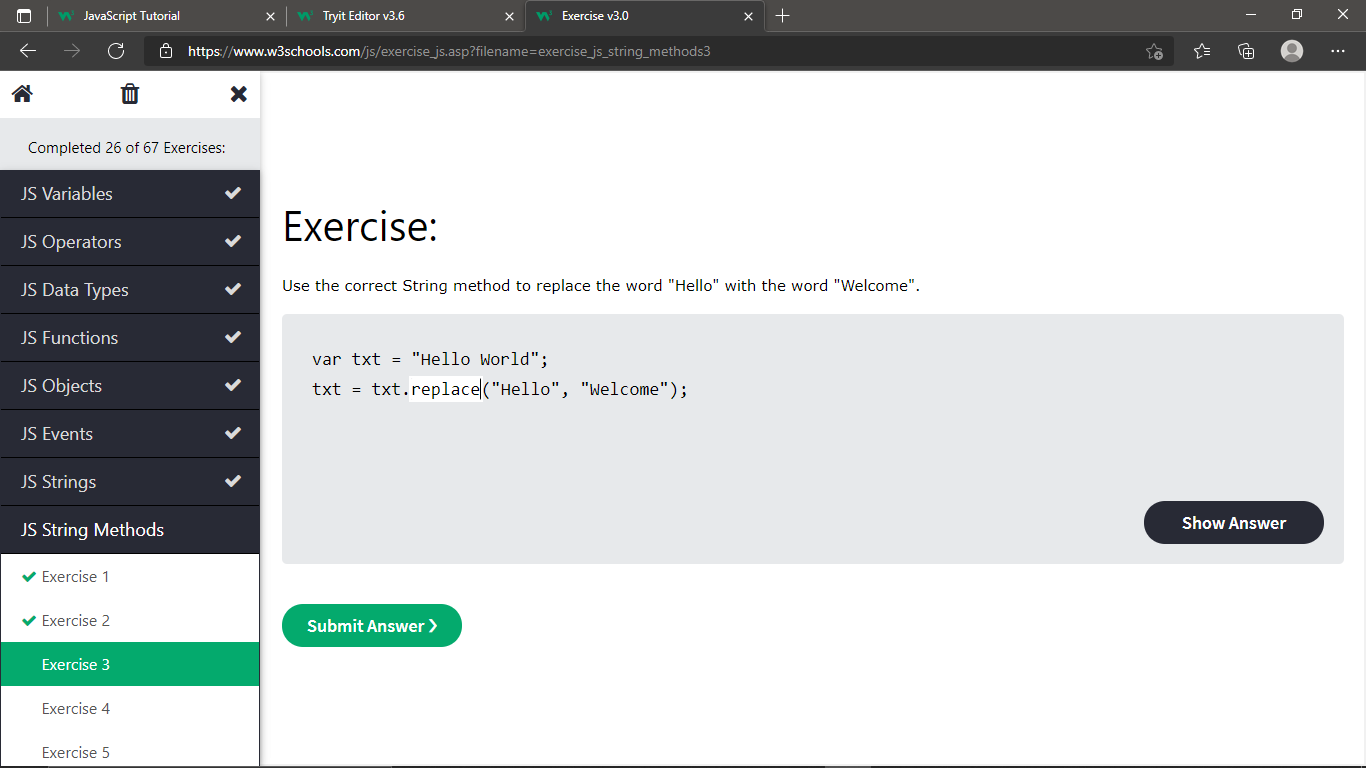 JavaScript Tutorial
Tryit Editor v3.6
Exercise v3.0
https://www.w3schools.com/js/exercise_js.asp?filename=exercise_js_string_methods3
Completed 26 of 67 Exercises:
JS Variables
JS Operators
JS Data Types
JS Functions
JS Objects
JS Events
JS Strings
JS String Methods
Exercise 1
Exercise 2
Exercise 3
Exercise 4
Exercise 5
Exercise:
Use the correct String method to replace the word "Hello" with the word "Welcome".
var txt = "Hello World";
txt = txt.replace("Hello", "Welcome");
Show Answer
Submit Answer ❯